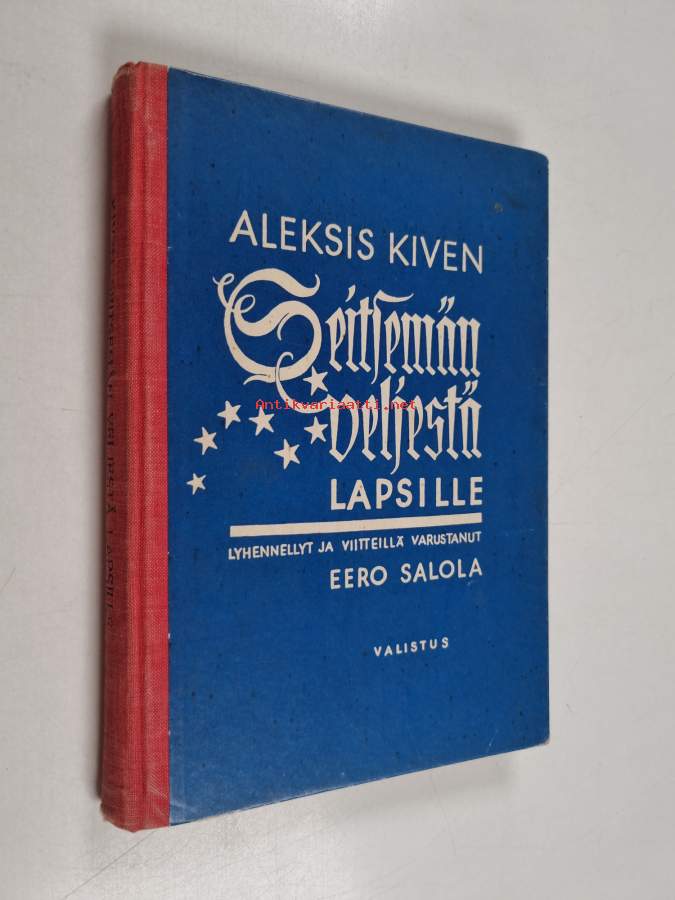 ALEKSIS KIVEN
Seitsemän
Antikvariaatti.net
veljestä
LAPSILLE
LYHENNELLYT JA VIITTEILLÄ VARUSTANUT
EERO SALOLA
VALISTUS